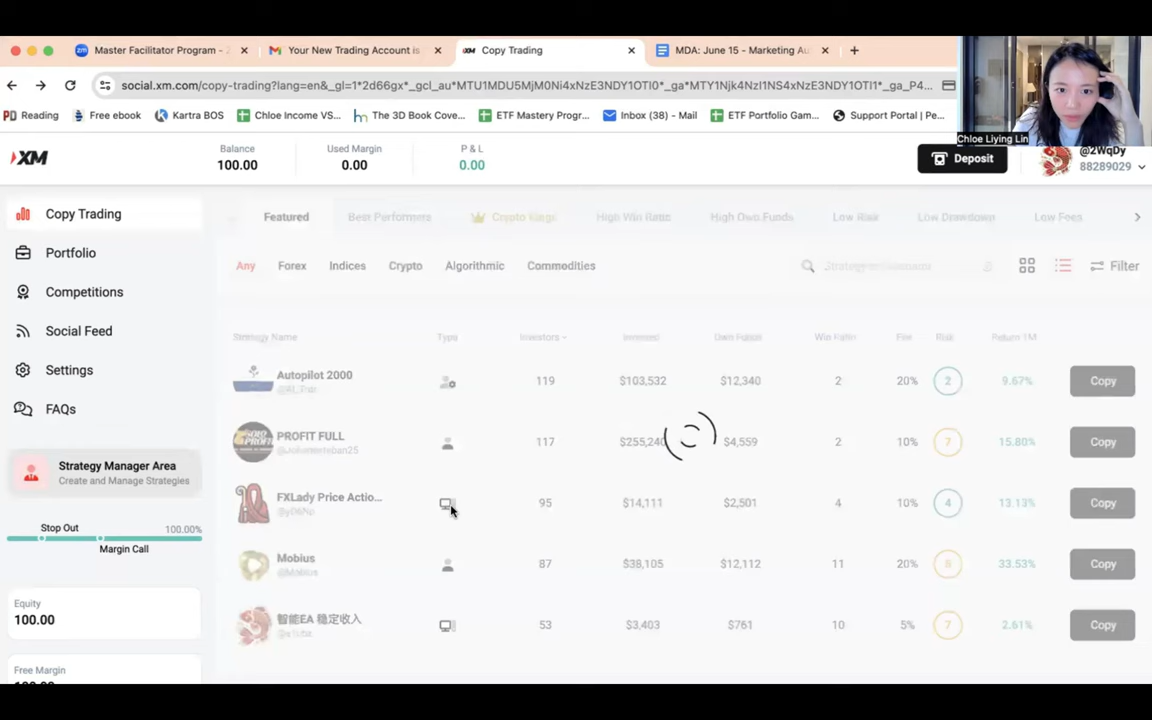 Master Facilitator Program - 2
Your New Trading Account is
Copy Trading
MDA: June 15 - Marketing Au
social.xm.com/copy-trading?lang=en&_gl=1*2d66gx*_gcl_au*MTU1MDU5MjM0Ni4xNzE3NDY1OTI0*_ga*MTY1Njk4NzI1NS4xNzE3NDY1OTI1*_ga_P4...
Reading
Free ebook
Kartra BOS
Chloe Income VS...
The 3D Book Cove...
ETF Mastery Progr...
Inbox (38) - Mail
ETF Portfolio Gam...
Support Portal | Pe...
Chloe Liying Lin
XM
Balance
100.00
Used Margin
0.00
P & L
0.00
Deposit
@2WqDy
88289029
Copy Trading
Portfolio
Competitions
Social Feed
Settings
FAQs
Strategy Manager Area
Create and Manage Strategies
Stop Out
100.00%
Margin Call
Equity
100.00
Free Margin
Featured
Best Performers
Crypto Kings
High Win Ratio
High Own Funds
Low Risk
Low Drawdown
Low Fees
Any
Forex
Indices
Crypto
Algorithmic
Commodities
Filter
Strategy Name
Type
Investors
Invested
Own Funds
Win Ratio
Fee
Risk
Return 1M
Autopilot 2000
119
$103,532
$12,340
2
20%
2
9.67%
Copy
PROFIT FULL
117
$4,559
2
10%
7
15.80%
Copy
FXLady Price Actio...
95
$14,111
$2,501
4
10%
4
13.13%
Copy
Mobius
@Mobius
87
$38,105
$12,112
11
20%
33.53%
Copy
智能EA 稳定收入
53
$3,403
$761
10
5%
7
2.61%
Copy